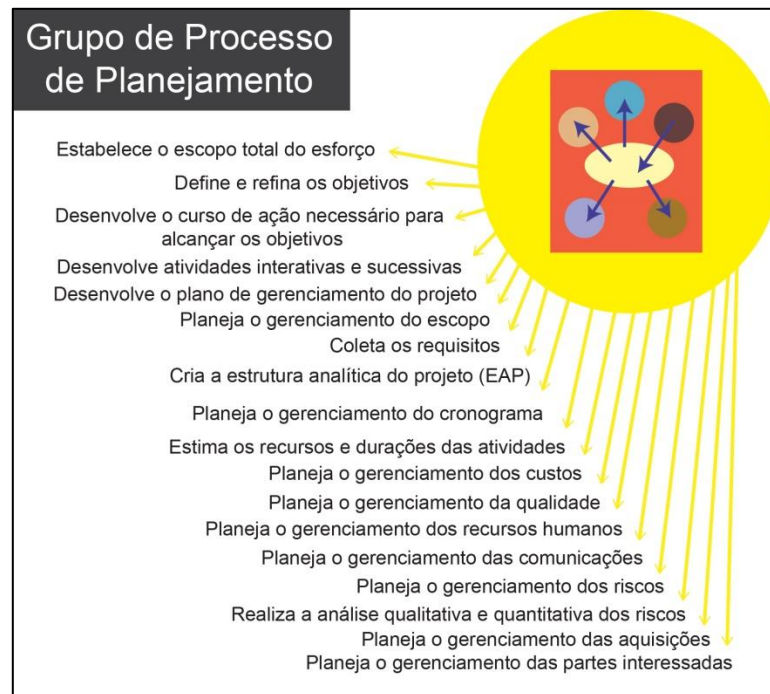 Grupo de Processo
de Planejamento
Estabelece o escopo total do esforço
Define e refina os objetivos
Desenvolve o curso de ação necessário para
alcançar os objetivos
Desenvolve atividades interativas e sucessivas
Desenvolve o plano de gerenciamento do projeto
Planeja o gerenciamento do escopo
Coleta os requisitos
Cria a estrutura analítica do projeto (EAP)
Planeja o gerenciamento do cronograma
Estima os recursos e durações das atividades
Planeja o gerenciamento dos custos
Planeja o gerenciamento da qualidade
Planeja o gerenciamento dos recursos humanos
Planeja o gerenciamento das comunicações
Planeja o gerenciamento dos riscos
Realiza a análise qualitativa e quantitativa dos riscos
Planeja o gerenciamento das aquisições
Planeja o gerenciamento das partes interessadas